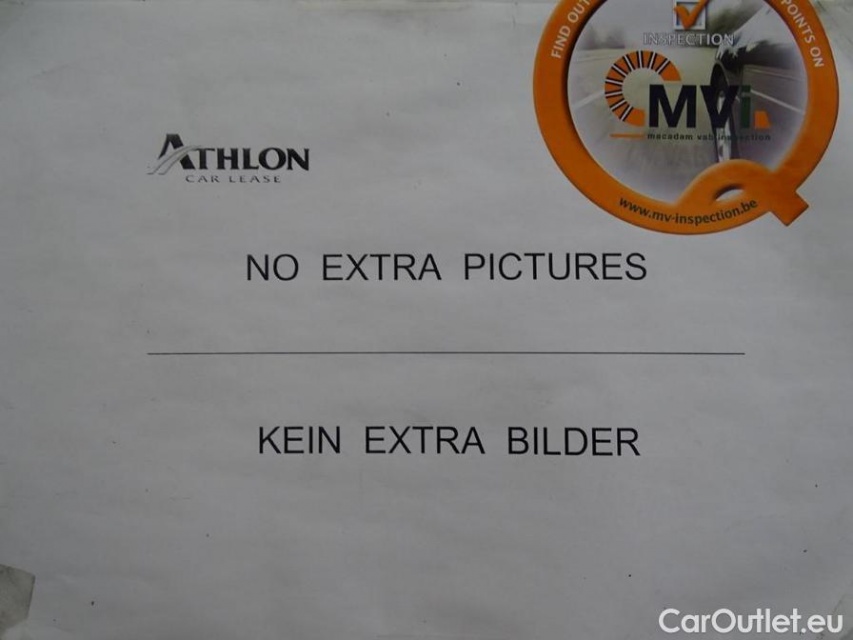 FIND OUT
POINTS ON
INSPECTION
MVi
macadam vsb inspection
www.mv-inspection.be
ATHLON
CAR LEASE
NO EXTRA PICTURES
KEIN EXTRA BILDER
CarOutlet.eu